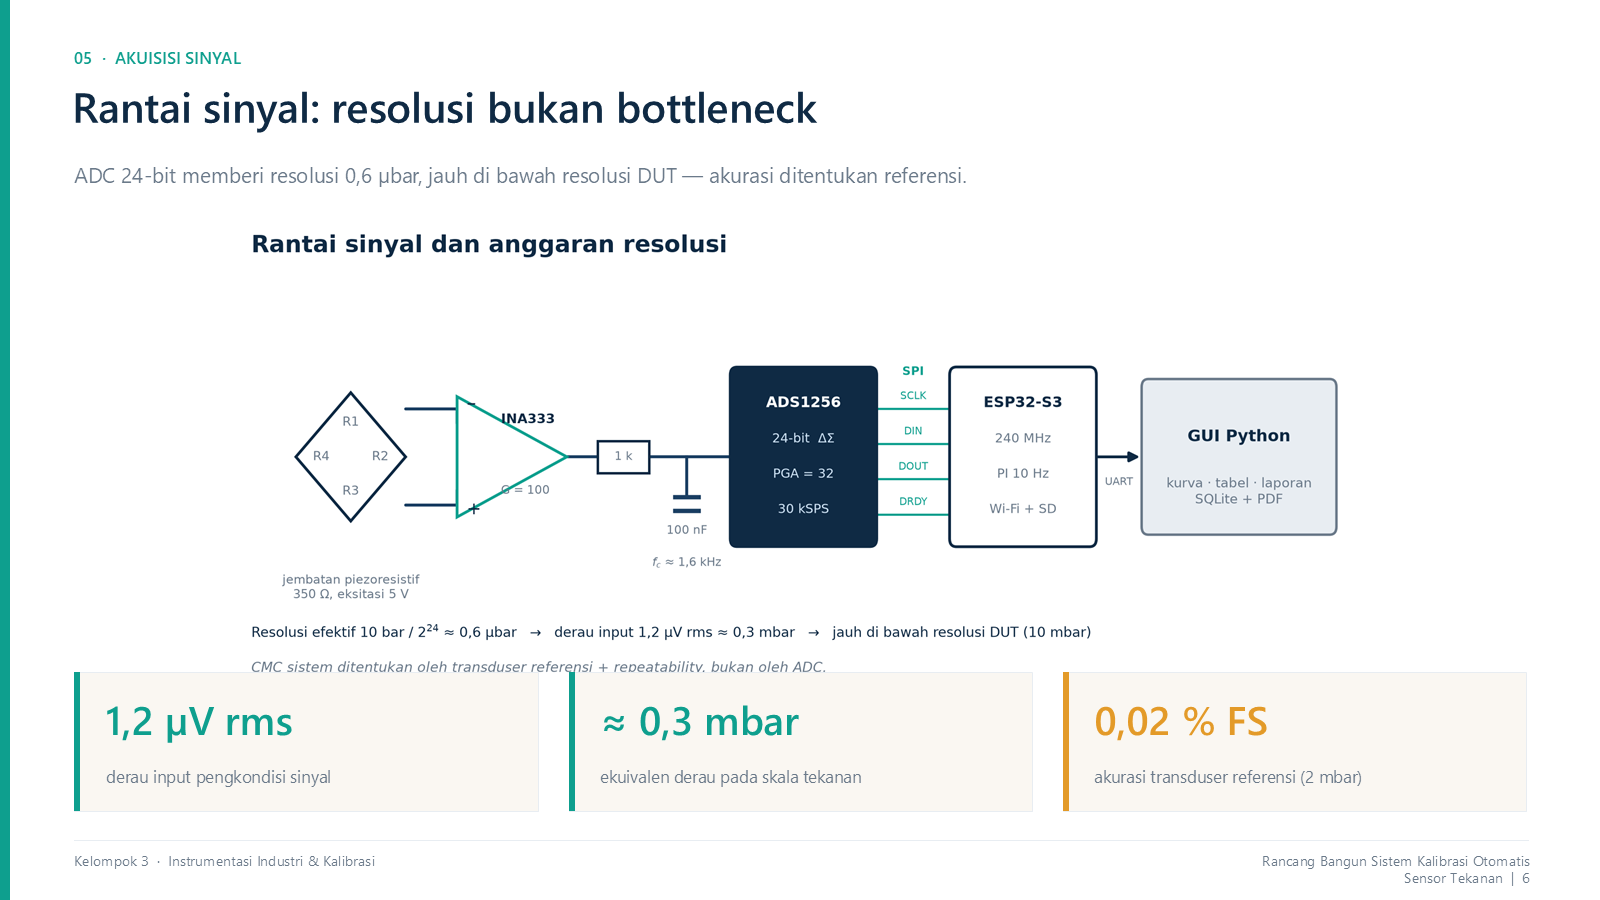 05 · AKUISISI SINYAL
Rantai sinyal: resolusi bukan bottleneck
ADC 24-bit memberi resolusi 0,6 µbar, jauh di bawah resolusi DUT — akurasi ditentukan referensi.
Rantai sinyal dan anggaran resolusi
R1
R4 R2
R3
jembatan piezoresistif
350 Ω, eksitasi 5 V
−
INA333
G = 100
+
1 k
100 nF
fc ≈ 1,6 kHz
ADS1256
24-bit ΔΣ
PGA = 32
30 kSPS
SPI
SCLK
DIN
DOUT
DRDY
ESP32-S3
240 MHz
PI 10 Hz
Wi-Fi + SD
UART
GUI Python
kurva · tabel · laporan
SQLite + PDF
Resolusi efektif 10 bar / 2²⁴ ≈ 0,6 µbar → derau input 1,2 µV rms ≈ 0,3 mbar → jauh di bawah resolusi DUT (10 mbar)
CMC sistem ditentukan oleh transduser referensi + repeatability, bukan oleh ADC.
1,2 µV rms
derau input pengkondisi sinyal
≈ 0,3 mbar
ekuivalen derau pada skala tekanan
0,02 % FS
akurasi transduser referensi (2 mbar)
Kelompok 3 · Instrumentasi Industri & Kalibrasi
Rancang Bangun Sistem Kalibrasi Otomatis
Sensor Tekanan | 6